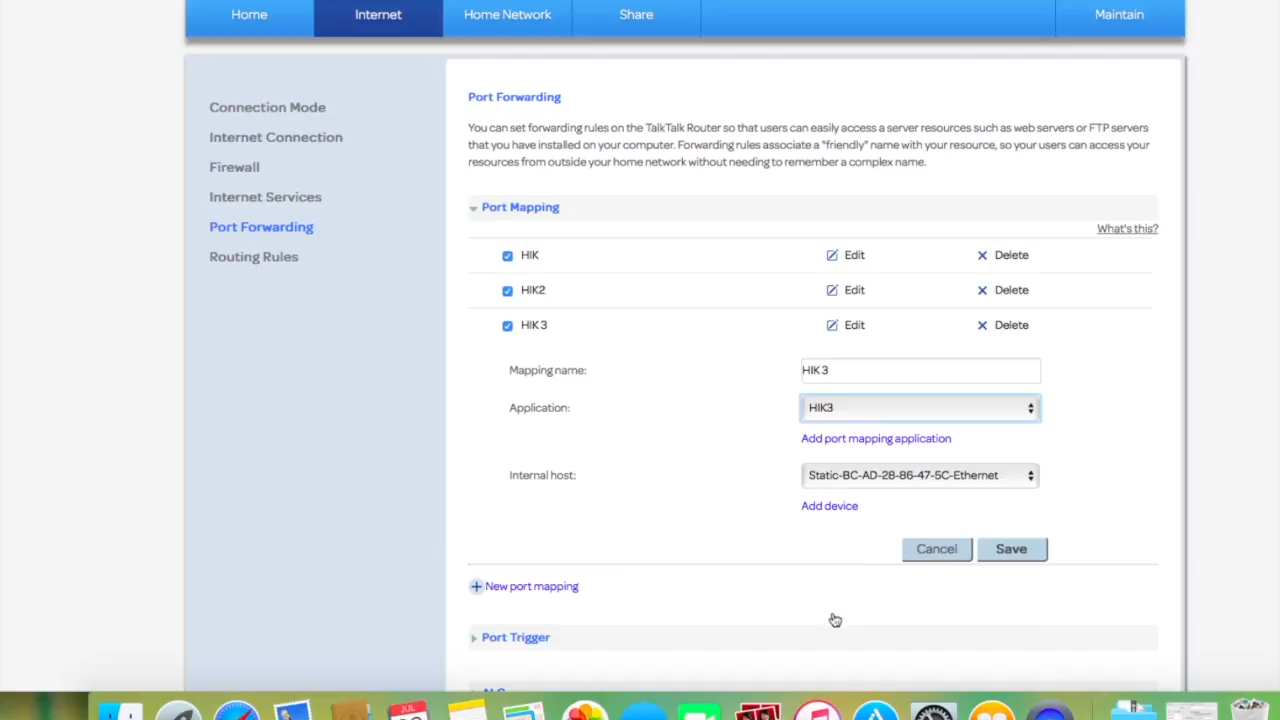 Home Internet Home Network Share Maintain
Connection Mode
Internet Connection
Firewall
Internet Services
Port Forwarding
Routing Rules
Port Forwarding
You can set forwarding rules on the TalkTalk Router so that users can easily access a server resources such as web servers or FTP servers
that you have installed on your computer. Forwarding rules associate a "friendly" name with your resource, so your users can access your
resources from outside your home network without needing to remember a complex name.
Port Mapping
What's this?
HIK Edit Delete
HIK2 Edit Delete
HIK 3 Edit Delete
Mapping name: HIK 3
Application: HIK3
Add port mapping application
Internal host: Static-BC-AD-28-86-47-5C-Ethernet
Add device
Cancel Save
New port mapping
Port Trigger
JUL